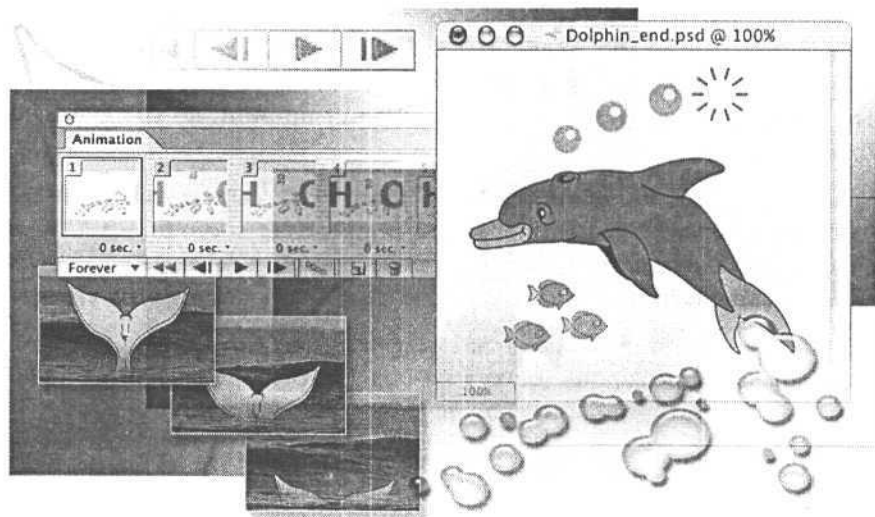 Dolphin_end.psd @ 100%
Animation
1 2 3 4
H O H O H O
0 sec. 0 sec. 0 sec. 0 sec.
Forever
100%